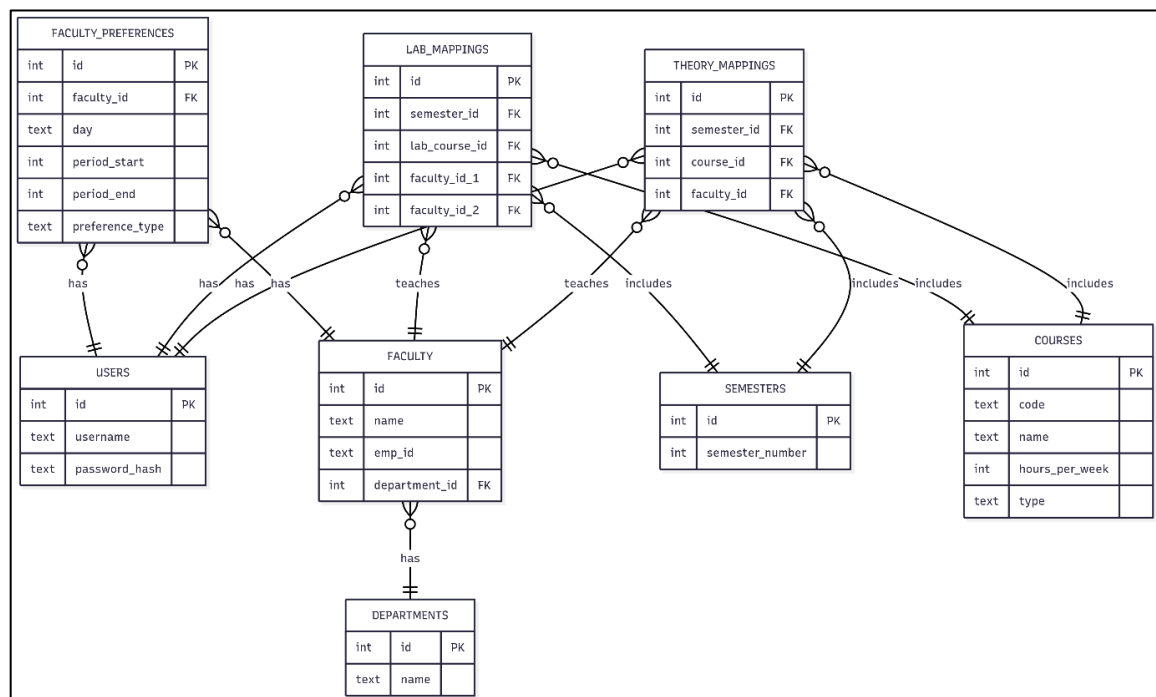 FACULTY_PREFERENCES
int id PK
int faculty_id FK
text day
int period_start
int period_end
text preference_type
LAB_MAPPINGS
int id PK
int semester_id FK
int lab_course_id FK
int faculty_id_1 FK
int faculty_id_2 FK
THEORY_MAPPINGS
int id PK
int semester_id FK
int course_id FK
int faculty_id FK
has has has has teaches teaches includes includes includes includes
USERS
int id PK
text username
text password_hash
FACULTY
int id PK
text name
text emp_id
int department_id FK
SEMESTERS
int id PK
int semester_number
COURSES
int id PK
text code
text name
int hours_per_week
text type
has
DEPARTMENTS
int id PK
text name